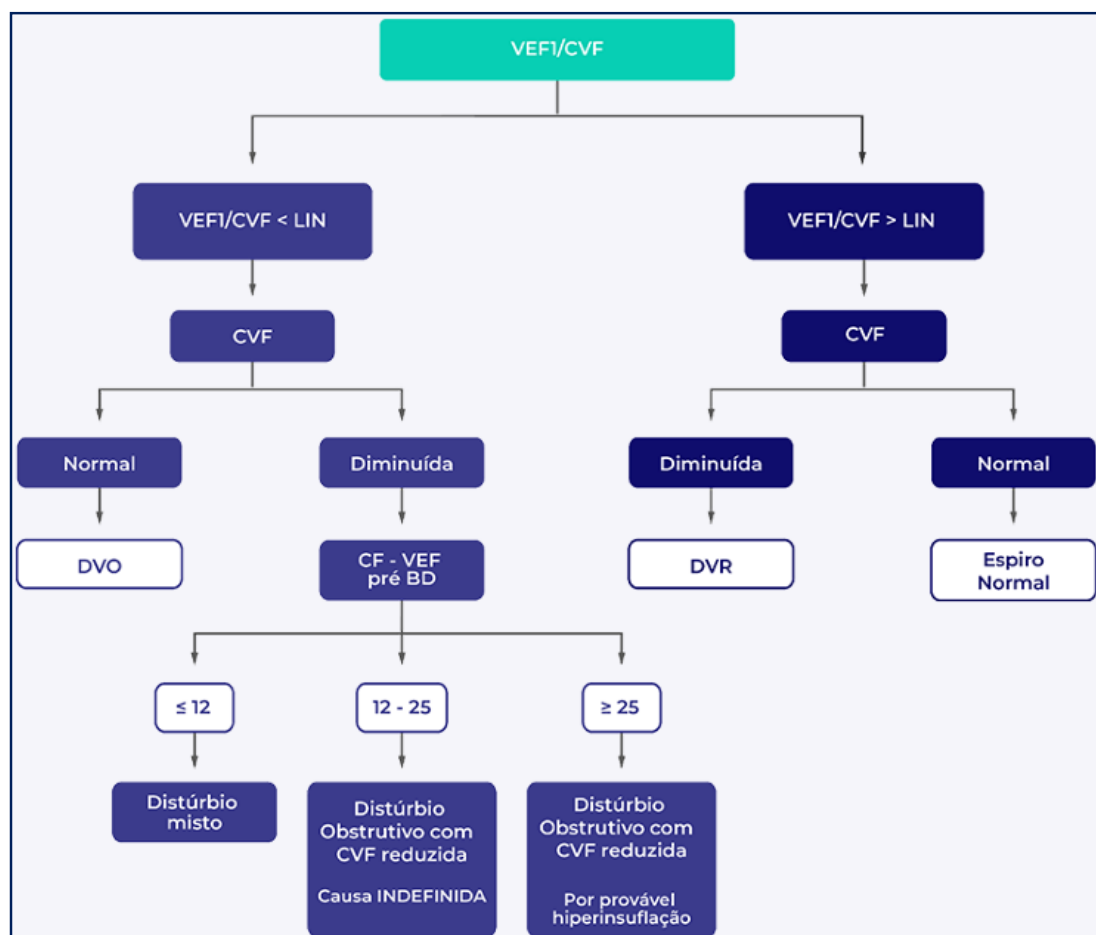 VEF1/CVF
VEF1/CVF < LIN
VEF1/CVF > LIN
CVF
CVF
Normal
Diminuída
Diminuída
Normal
DVO
CF - VEF
pré BD
DVR
Espiro
Normal
≤ 12
12 - 25
≥ 25
Distúrbio
misto
Distúrbio
Obstrutivo com
CVF reduzida
Causa INDEFINIDA
Distúrbio
Obstrutivo com
CVF reduzida
Por provável
hiperinsuflação